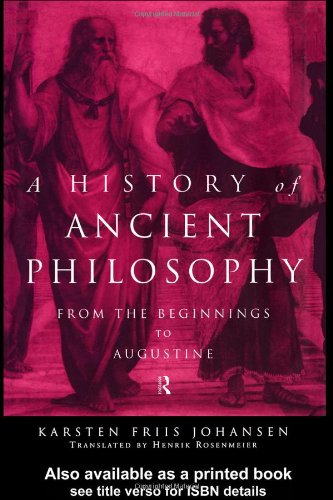 A HISTORY of
ANCIENT
PHILOSOPHY
FROM THE BEGINNINGS
TO
AUGUSTINE
R
KARSTEN FRIIS JOHANSEN
TRANSLATED BY HENRIK ROSENMEIER
Also available as a printed book
see title verso for ISBN details